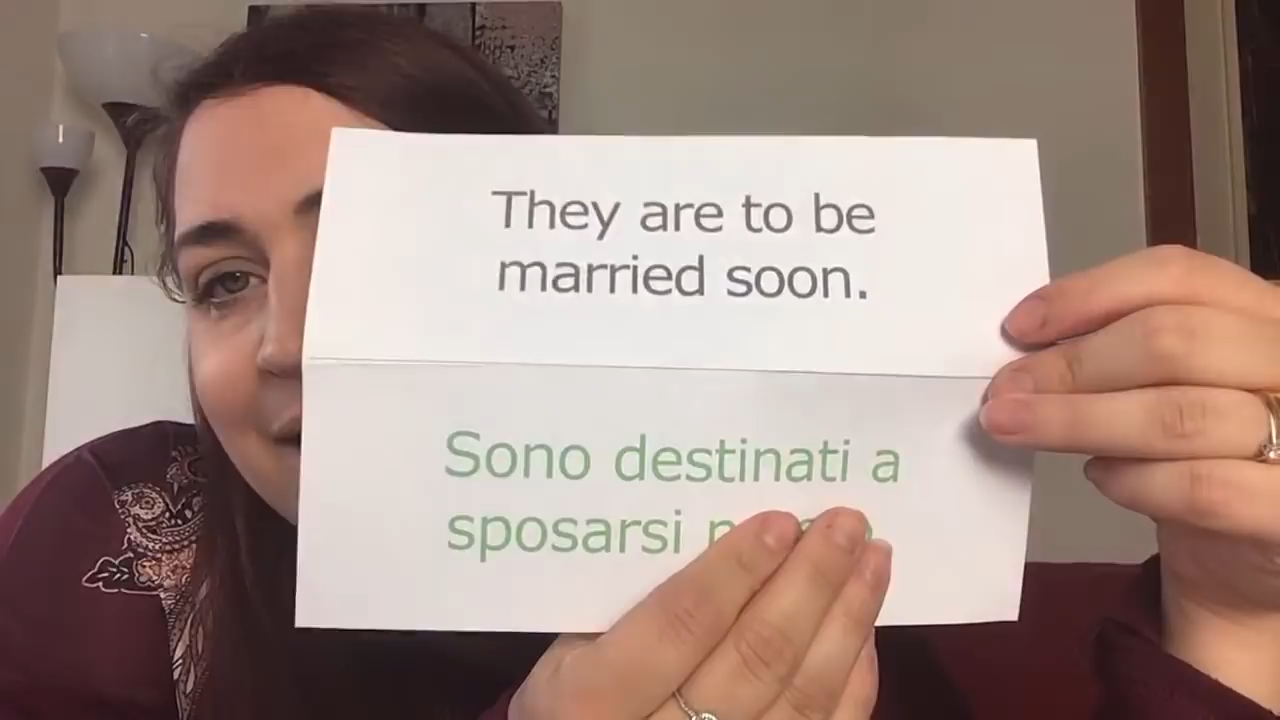 They are to be
married soon.
Sono destinati a
sposarsi